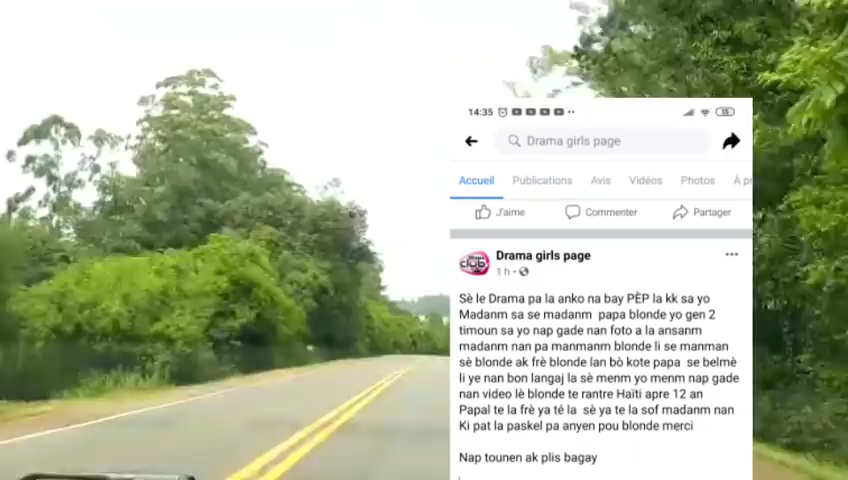 14:35
55
Drama girls page
Accueil Publications Avis Vidéos Photos À pr
J'aime Commenter Partager
club
Drama girls page
1 h
Sè le Drama pa la anko na bay PÈP la kk sa yo
Madanm sa se madanm papa blonde yo gen 2
timoun sa yo nap gade nan foto a la ansanm
madanm nan pa manmanm blonde li se manman
sè blonde ak frè blonde lan bò kote papa se belmè
li ye nan bon langaj la sè menm yo menm nap gade
nan video lè blonde te rantre Haïti apre 12 an
Papal te la frè ya té la sè ya te la sof madanm nan
Ki pat la paskel pa anyen pou blonde merci
Nap tounen ak plis bagay